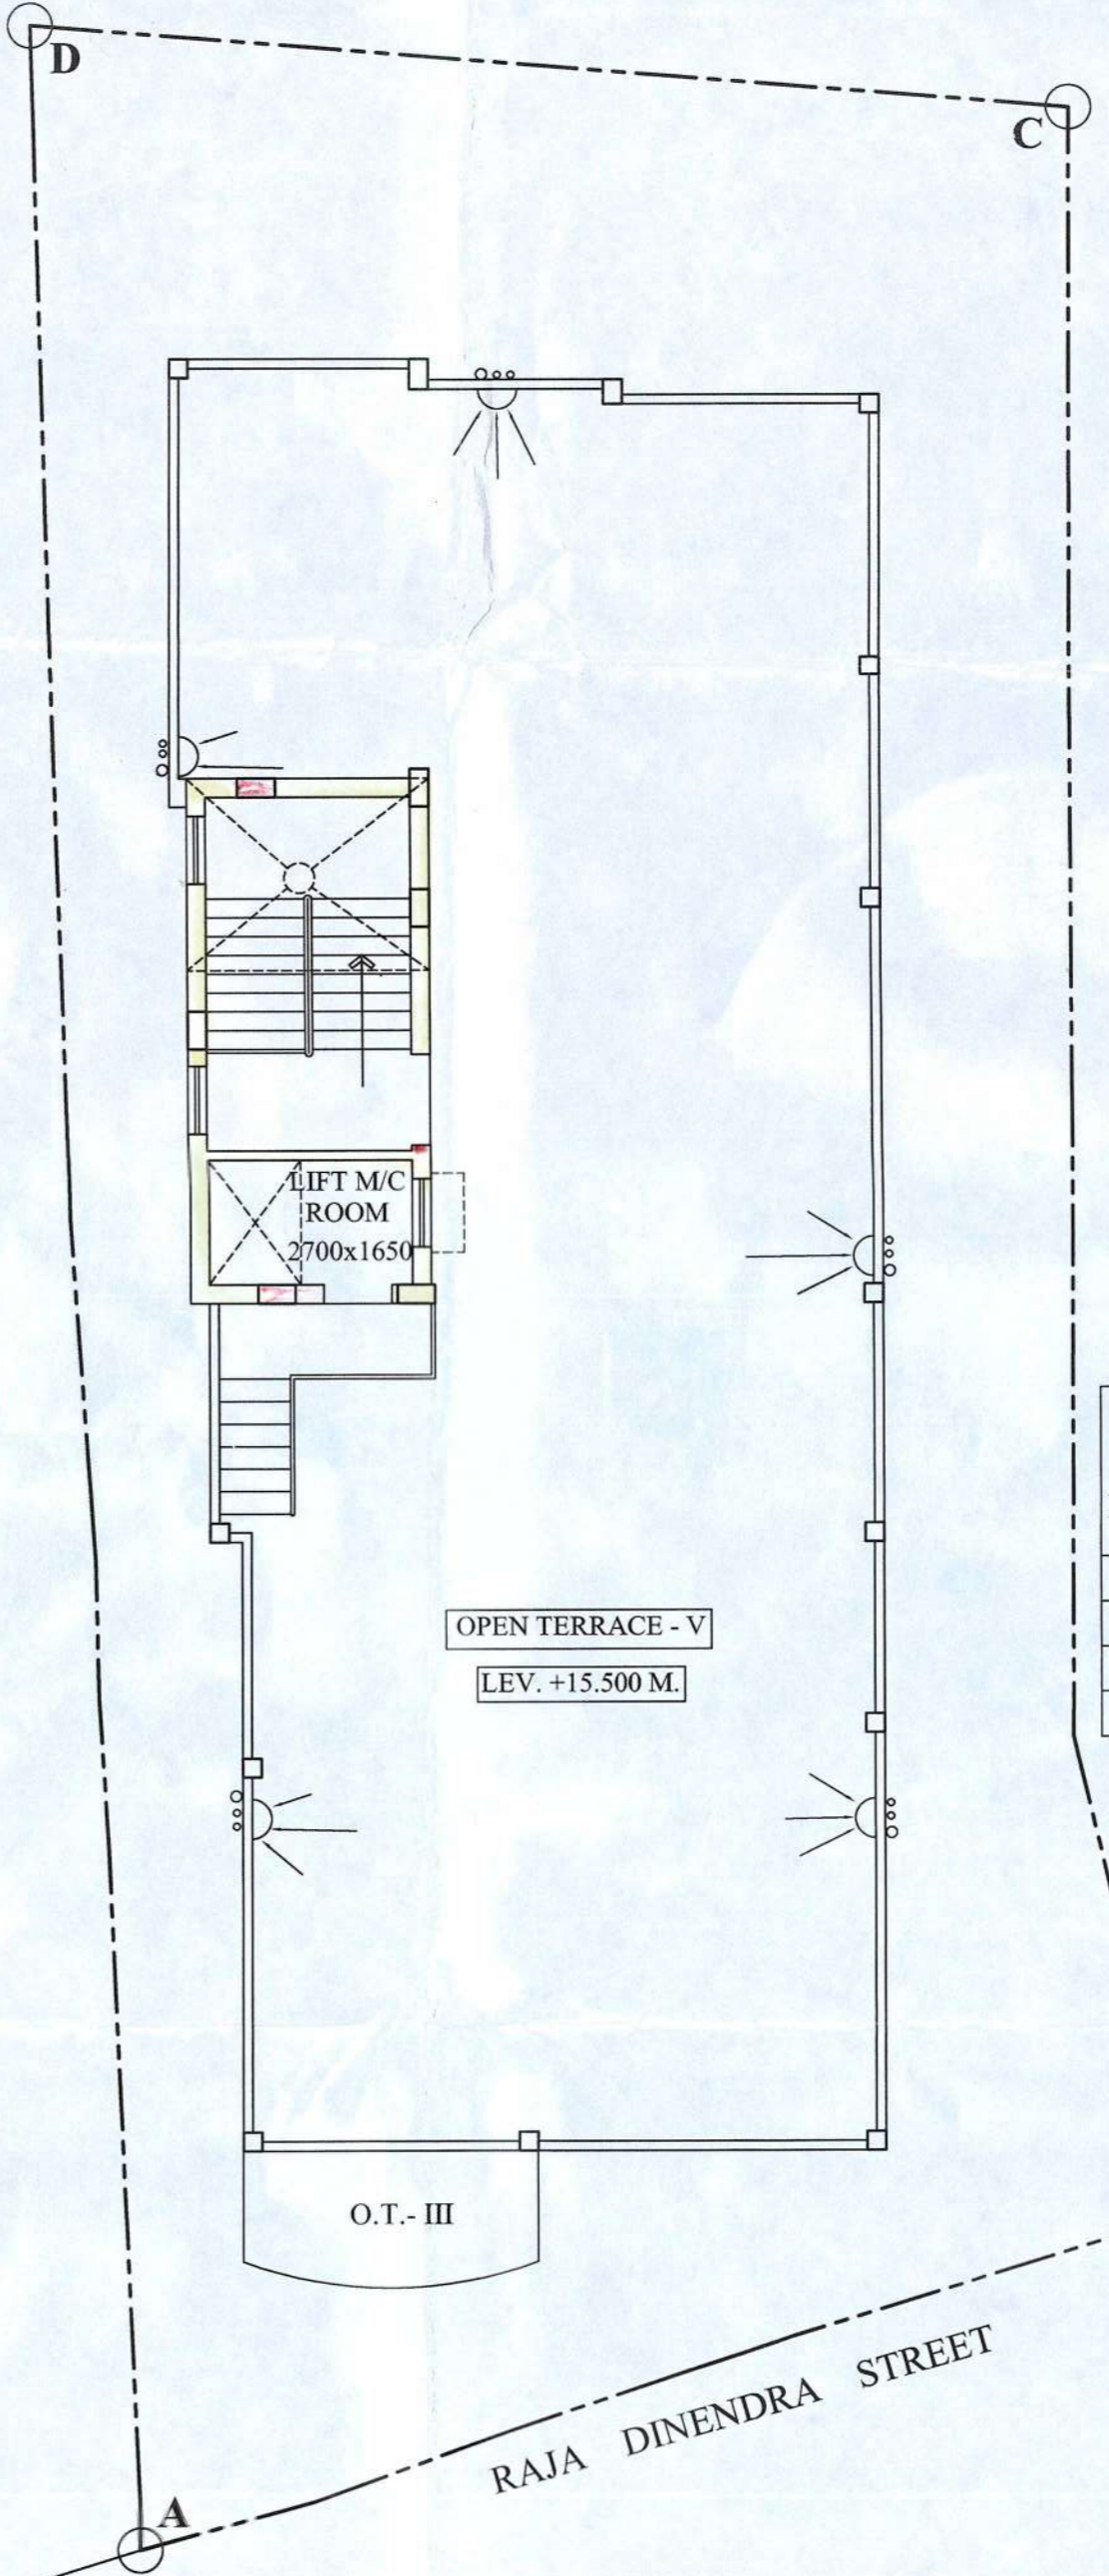 D
C
LIFT M/C
ROOM
2700x1650
OPEN TERRACE - V
LEV. +15.500 M.
O.T.- III
RAJA DINENDRA STREET
A